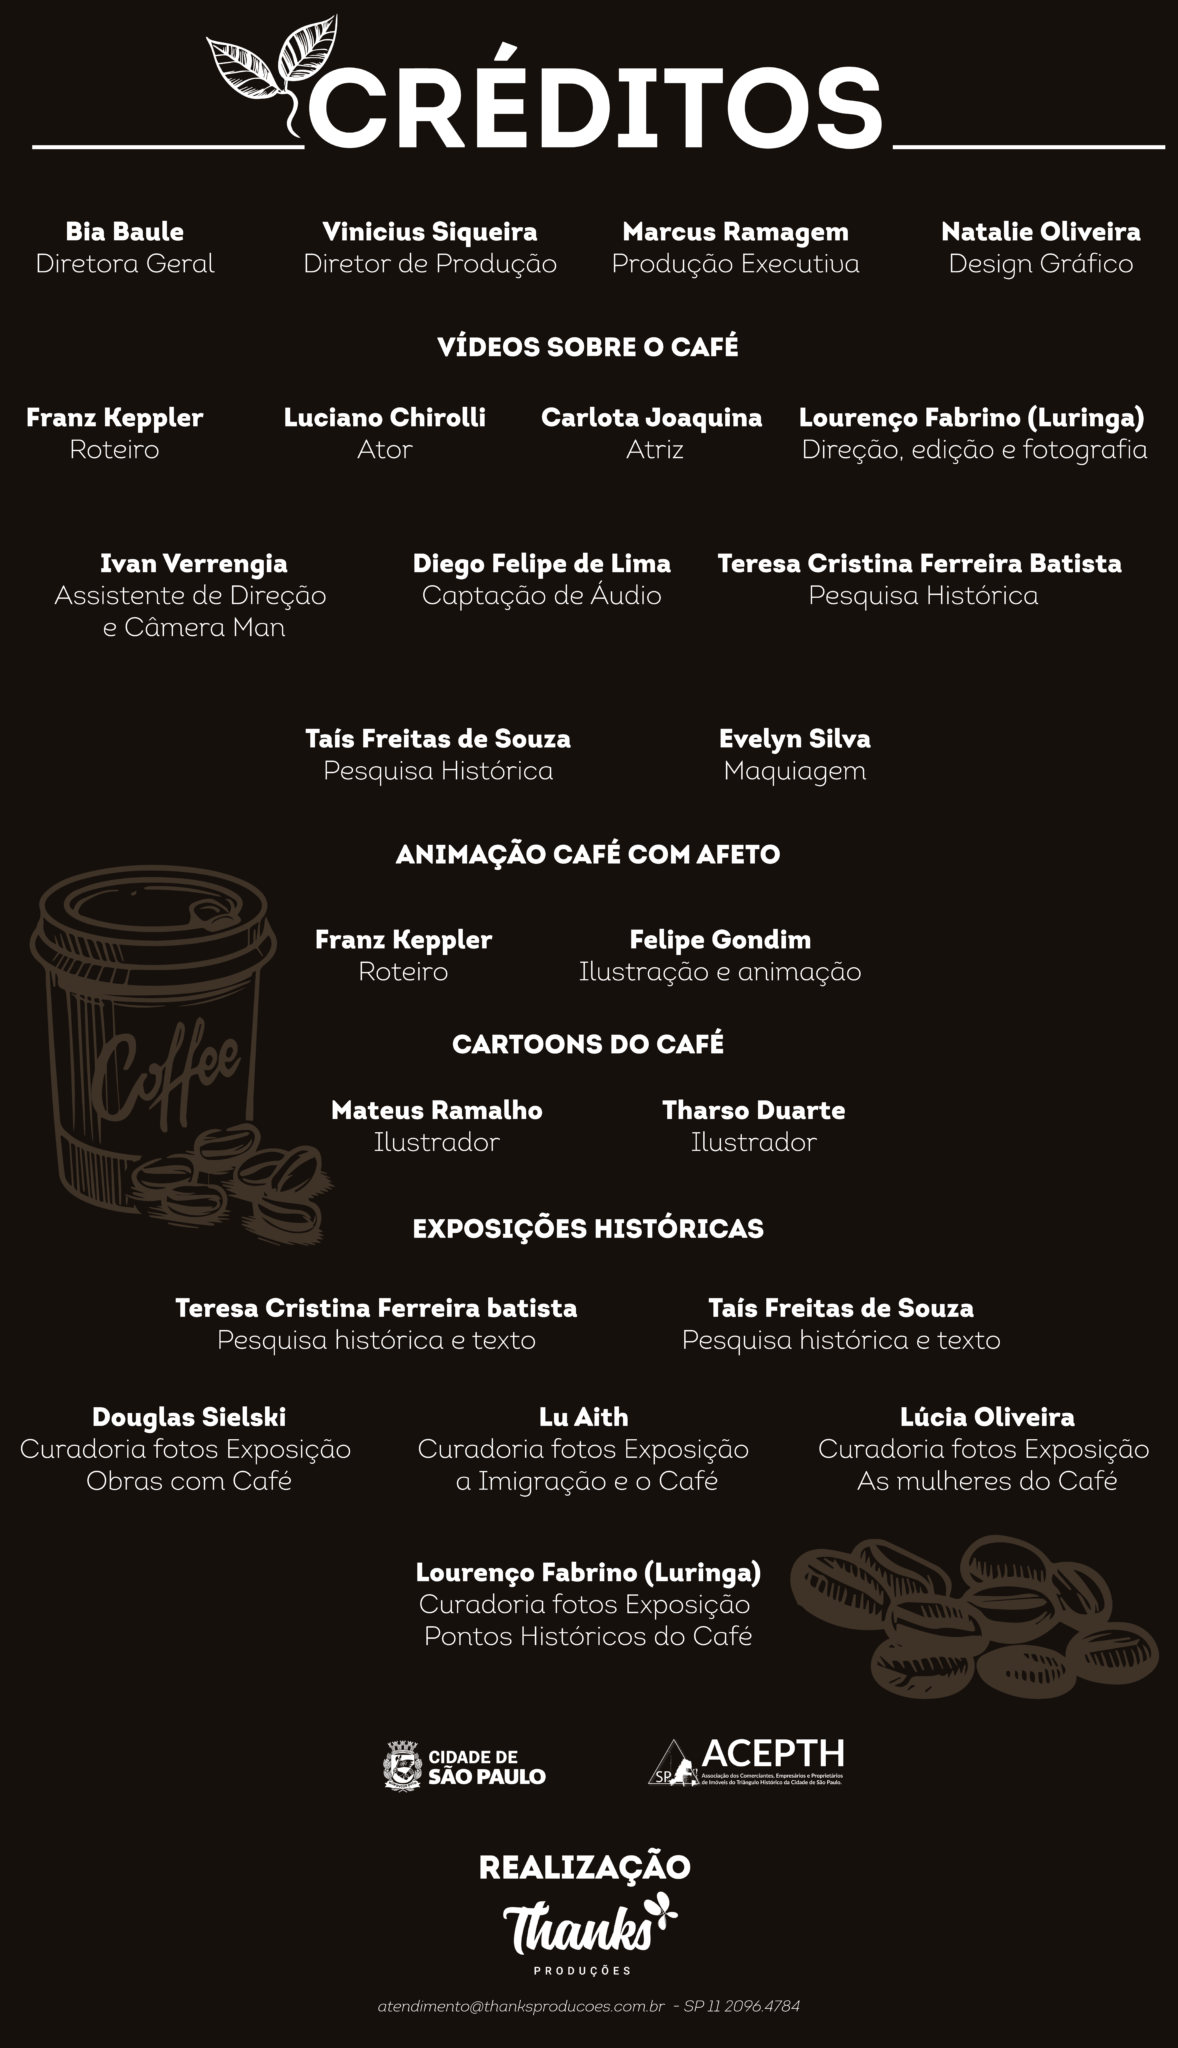 CRÉDITOS
Bia Baule
Diretora Geral
Vinicius Siqueira
Diretor de Produção
Marcus Ramagem
Produção Executiva
Natalie Oliveira
Design Gráfico
VÍDEOS SOBRE O CAFÉ
Franz Keppler
Roteiro
Luciano Chirolli
Ator
Carlota Joaquina
Atriz
Lourenço Fabrino (Luringa)
Direção, edição e fotografia
Ivan Verrengia
Assistente de Direção
e Câmera Man
Diego Felipe de Lima
Captação de Áudio
Teresa Cristina Ferreira Batista
Pesquisa Histórica
Taís Freitas de Souza
Pesquisa Histórica
Evelyn Silva
Maquiagem
ANIMAÇÃO CAFÉ COM AFETO
Franz Keppler
Roteiro
Felipe Gondim
Ilustração e animação
Coffee
CARTOONS DO CAFÉ
Mateus Ramalho
Ilustrador
Tharso Duarte
Ilustrador
EXPOSIÇÕES HISTÓRICAS
Teresa Cristina Ferreira batista
Pesquisa histórica e texto
Taís Freitas de Souza
Pesquisa histórica e texto
Douglas Sielski
Curadoria fotos Exposição
Obras com Café
Lu Aith
Curadoria fotos Exposição
a Imigração e o Café
Lúcia Oliveira
Curadoria fotos Exposição
As mulheres do Café
Lourenço Fabrino (Luringa)
Curadoria fotos Exposição
Pontos Históricos do Café
CIDADE DE
SÃO PAULO
SP
ACEPTH
Associação dos Comerciantes, Empresários e Proprietários
de Imóveis do Triângulo Histórico da Cidade de São Paulo.
REALIZAÇÃO
Thanks
PRODUÇÕES
atendimento@thanksproducoes.com.br - SP 11 2096.4784